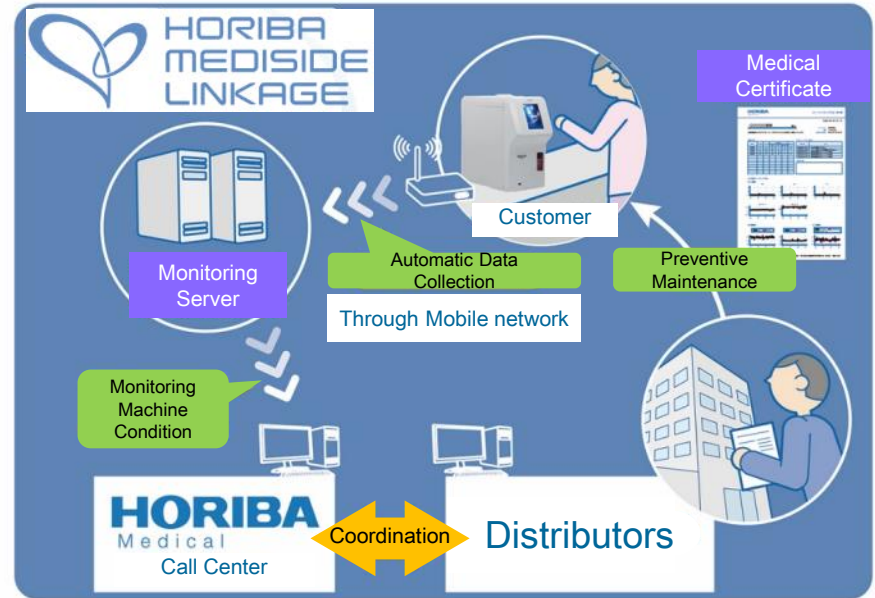 HORIBA
MEDISIDE
LINKAGE
Medical
Certificate
Customer
Automatic Data
Collection
Through Mobile network
Preventive
Maintenance
Monitoring
Server
Monitoring
Machine
Condition
HORIBA
Medical
Call Center
Coordination
Distributors